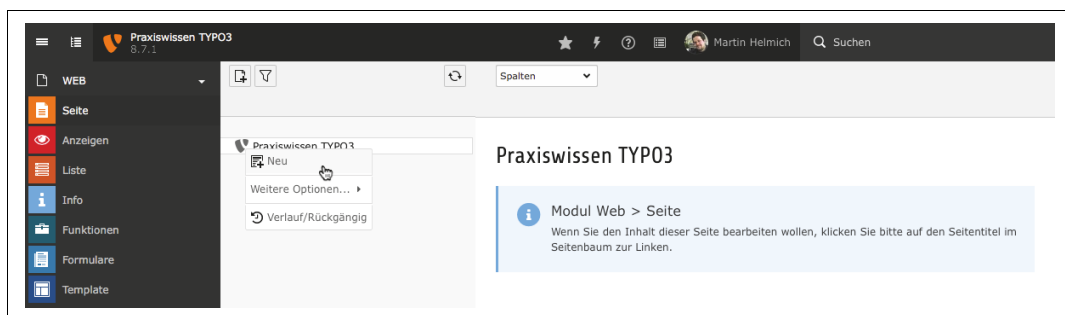 Praxiswissen TYPO3
8.7.1
Martin Helmich
Suchen
WEB
Seite
Anzeigen
Liste
Info
Funktionen
Formulare
Template
Praxiswissen TYPO3
Neu
Weitere Optionen...
Verlauf/Rückgängig
Spalten
Praxiswissen TYPO3
Modul Web > Seite
Wenn Sie den Inhalt dieser Seite bearbeiten wollen, klicken Sie bitte auf den Seitentitel im
Seitenbaum zur Linken.